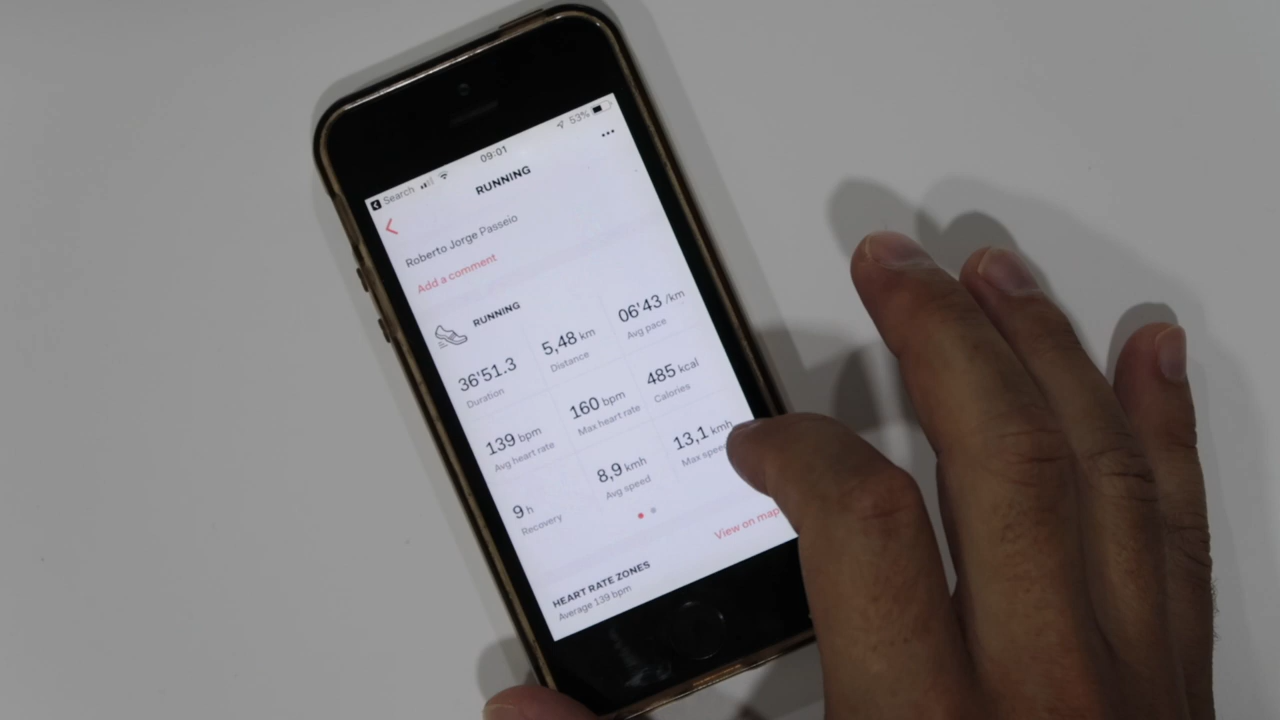 Search 09:01 53%
RUNNING
Roberto Jorge Passeio
Add a comment
RUNNING
36'51.3 5,48 km 06'43 /km
Duration Distance Avg pace
139 bpm 160 bpm 485 kcal
Avg heart rate Max heart rate Calories
9 h 8,9 kmh 13,1 kmh
Recovery Avg speed Max speed
View on map
HEART RATE ZONES
Average 139 bpm